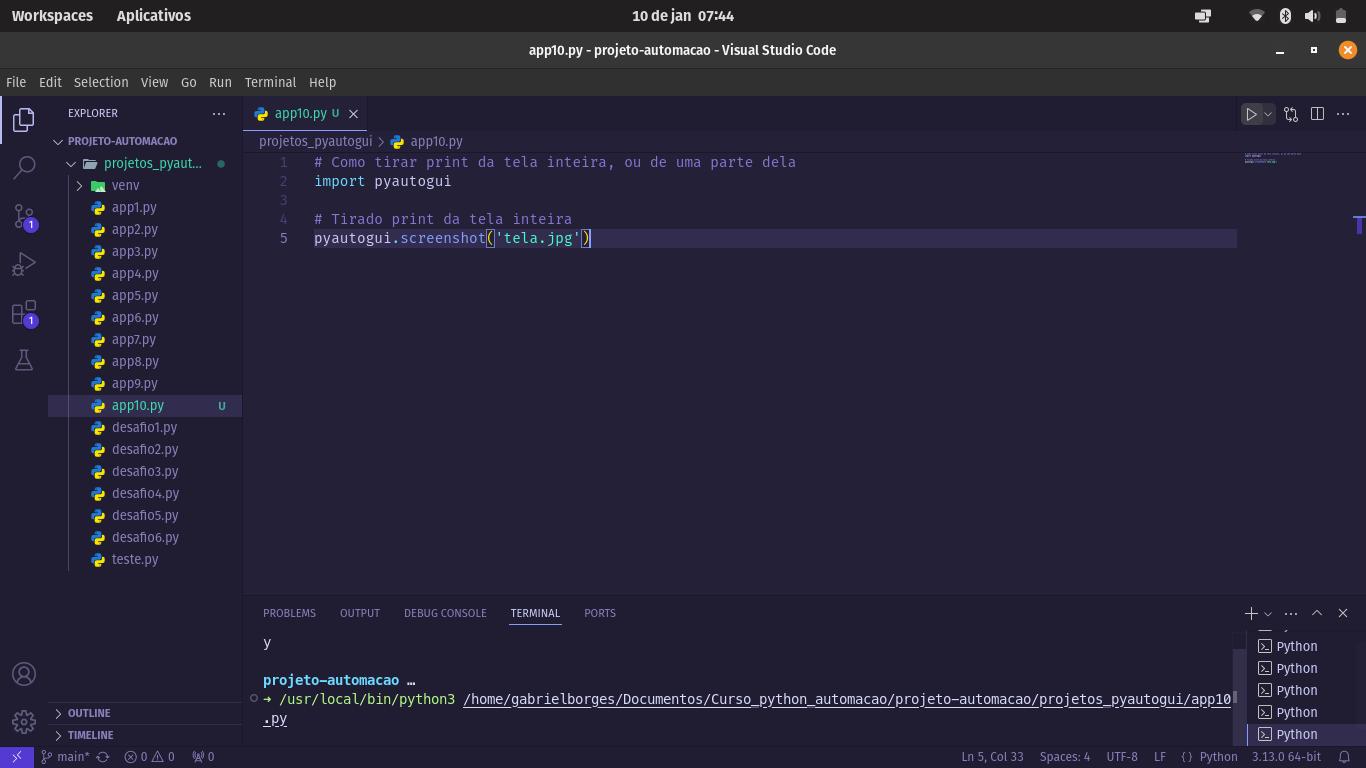 Workspaces Aplicativos 10 de jan 07:44
app10.py - projeto-automacao - Visual Studio Code
File Edit Selection View Go Run Terminal Help
EXPLORER
PROJETO-AUTOMACAO
projetos_pyaut...
venv
app1.py
app2.py
app3.py
app4.py
app5.py
app6.py
app7.py
app8.py
app9.py
app10.py U
desafio1.py
desafio2.py
desafio3.py
desafio4.py
desafio5.py
desafio6.py
teste.py
OUTLINE
TIMELINE
1
1
app10.py U
projetos_pyautogui > app10.py
1 # Como tirar print da tela inteira, ou de uma parte dela
2 import pyautogui
3
4 # Tirado print da tela inteira
5 pyautogui.screenshot('tela.jpg')
PROBLEMS OUTPUT DEBUG CONSOLE TERMINAL PORTS
y
projeto-automacao …
➜ /usr/local/bin/python3 /home/gabrielborges/Documentos/Curso_python_automacao/projeto-automacao/projetos_pyautogui/app10
.py
Python
Python
Python
Python
Python
main* 0 0 0 Ln 5, Col 33 Spaces: 4 UTF-8 LF {} Python 3.13.0 64-bit